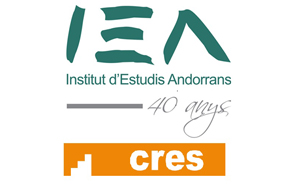 IEA
Institut d'Estudis Andorrans
40 anys
cres